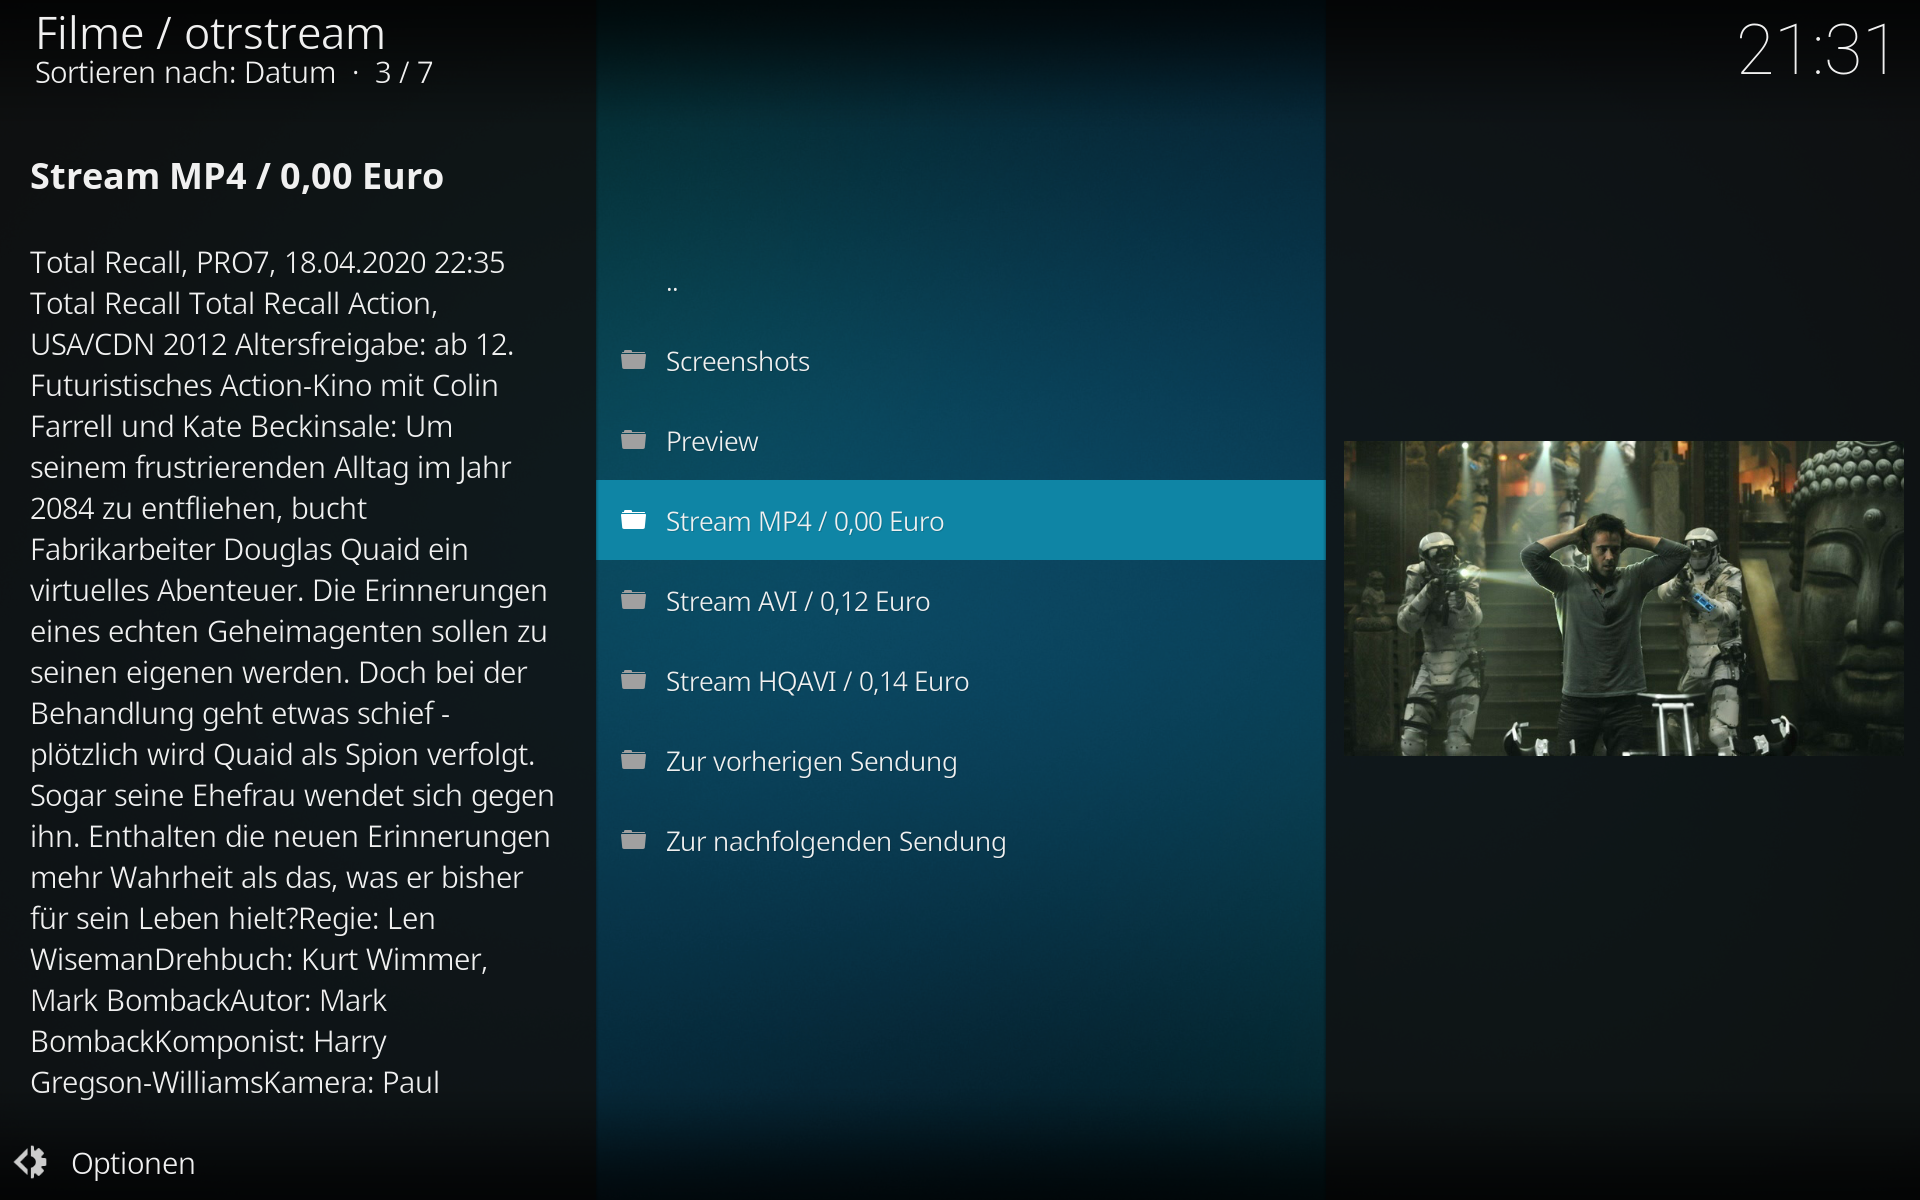 Filme / otrstream
Sortieren nach: Datum · 3 / 7
21:31
Stream MP4 / 0,00 Euro
Total Recall, PRO7, 18.04.2020 22:35
Total Recall Total Recall Action,
USA/CDN 2012 Altersfreigabe: ab 12.
Futuristisches Action-Kino mit Colin
Farrell und Kate Beckinsale: Um
seinem frustrierenden Alltag im Jahr
2084 zu entfliehen, bucht
Fabrikarbeiter Douglas Quaid ein
virtuelles Abenteuer. Die Erinnerungen
eines echten Geheimagenten sollen zu
seinen eigenen werden. Doch bei der
Behandlung geht etwas schief -
plötzlich wird Quaid als Spion verfolgt.
Sogar seine Ehefrau wendet sich gegen
ihn. Enthalten die neuen Erinnerungen
mehr Wahrheit als das, was er bisher
für sein Leben hielt?Regie: Len
WisemanDrehbuch: Kurt Wimmer,
Mark BombackAutor: Mark
BombackKomponist: Harry
Gregson-WilliamsKamera: Paul
..
Screenshots
Preview
Stream MP4 / 0,00 Euro
Stream AVI / 0,12 Euro
Stream HQAVI / 0,14 Euro
Zur vorherigen Sendung
Zur nachfolgenden Sendung
Optionen